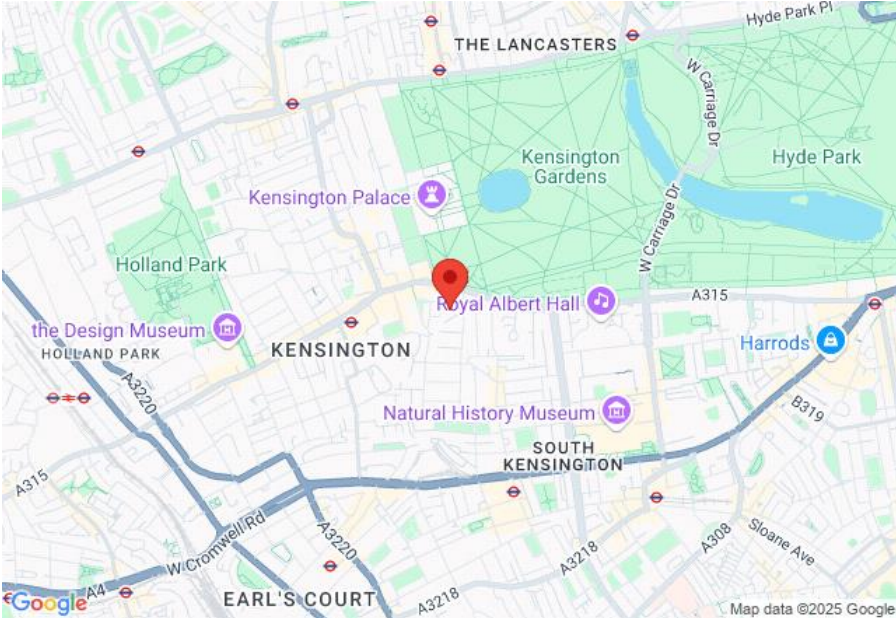 Hyde Park Pl
THE LANCASTERS
W Carriage Dr
Kensington
Gardens
Hyde Park
Kensington Palace
W Carriage Dr
Holland Park
Royal Albert Hall
A315
the Design Museum
HOLLAND PARK
KENSINGTON
Harrods
A3220
Natural History Museum
B319
SOUTH
KENSINGTON
A315
W Cromwell Rd
A3220
A308
Sloane Ave
A3218
A4
Google
EARL'S COURT
A3218
Map data ©2025 Google